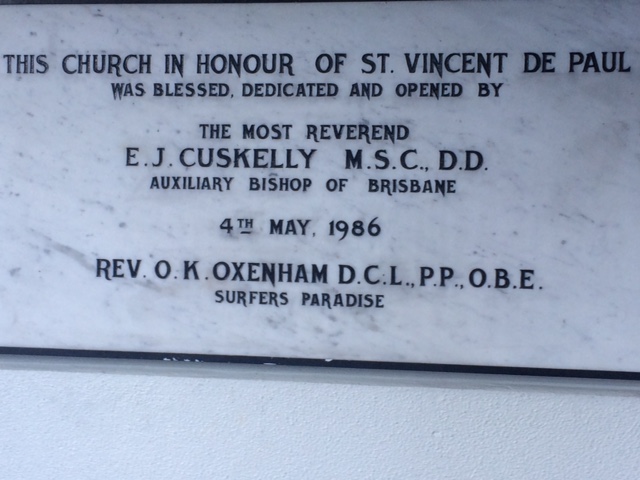 THIS CHURCH IN HONOUR OF ST. VINCENT DE PAUL
WAS BLESSED, DEDICATED AND OPENED BY
THE MOST REVEREND
E.J. CUSKELLY M.S.C., D.D.
AUXILIARY BISHOP OF BRISBANE
4TH MAY, 1986
REV. O.K. OXENHAM D.C.L., P.P., O.B.E.
SURFERS PARADISE